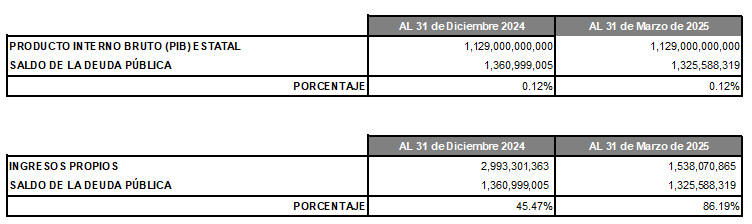 AL 31 de Diciembre 2024 AL 31 de Marzo de 2025
PRODUCTO INTERNO BRUTO (PIB) ESTATAL 1,129,000,000,000 1,129,000,000,000
SALDO DE LA DEUDA PÚBLICA 1,360,999,005 1,325,588,319
PORCENTAJE 0.12% 0.12%
AL 31 de Diciembre 2024 AL 31 de Marzo de 2025
INGRESOS PROPIOS 2,993,301,363 1,538,070,865
SALDO DE LA DEUDA PÚBLICA 1,360,999,005 1,325,588,319
PORCENTAJE 45.47% 86.19%